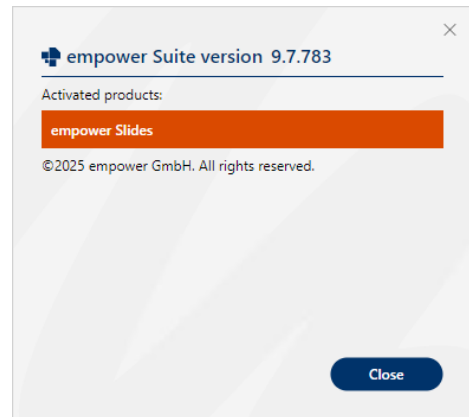 empower Suite version 9.7.783
Activated products:
empower Slides
©2025 empower GmbH. All rights reserved.
Close